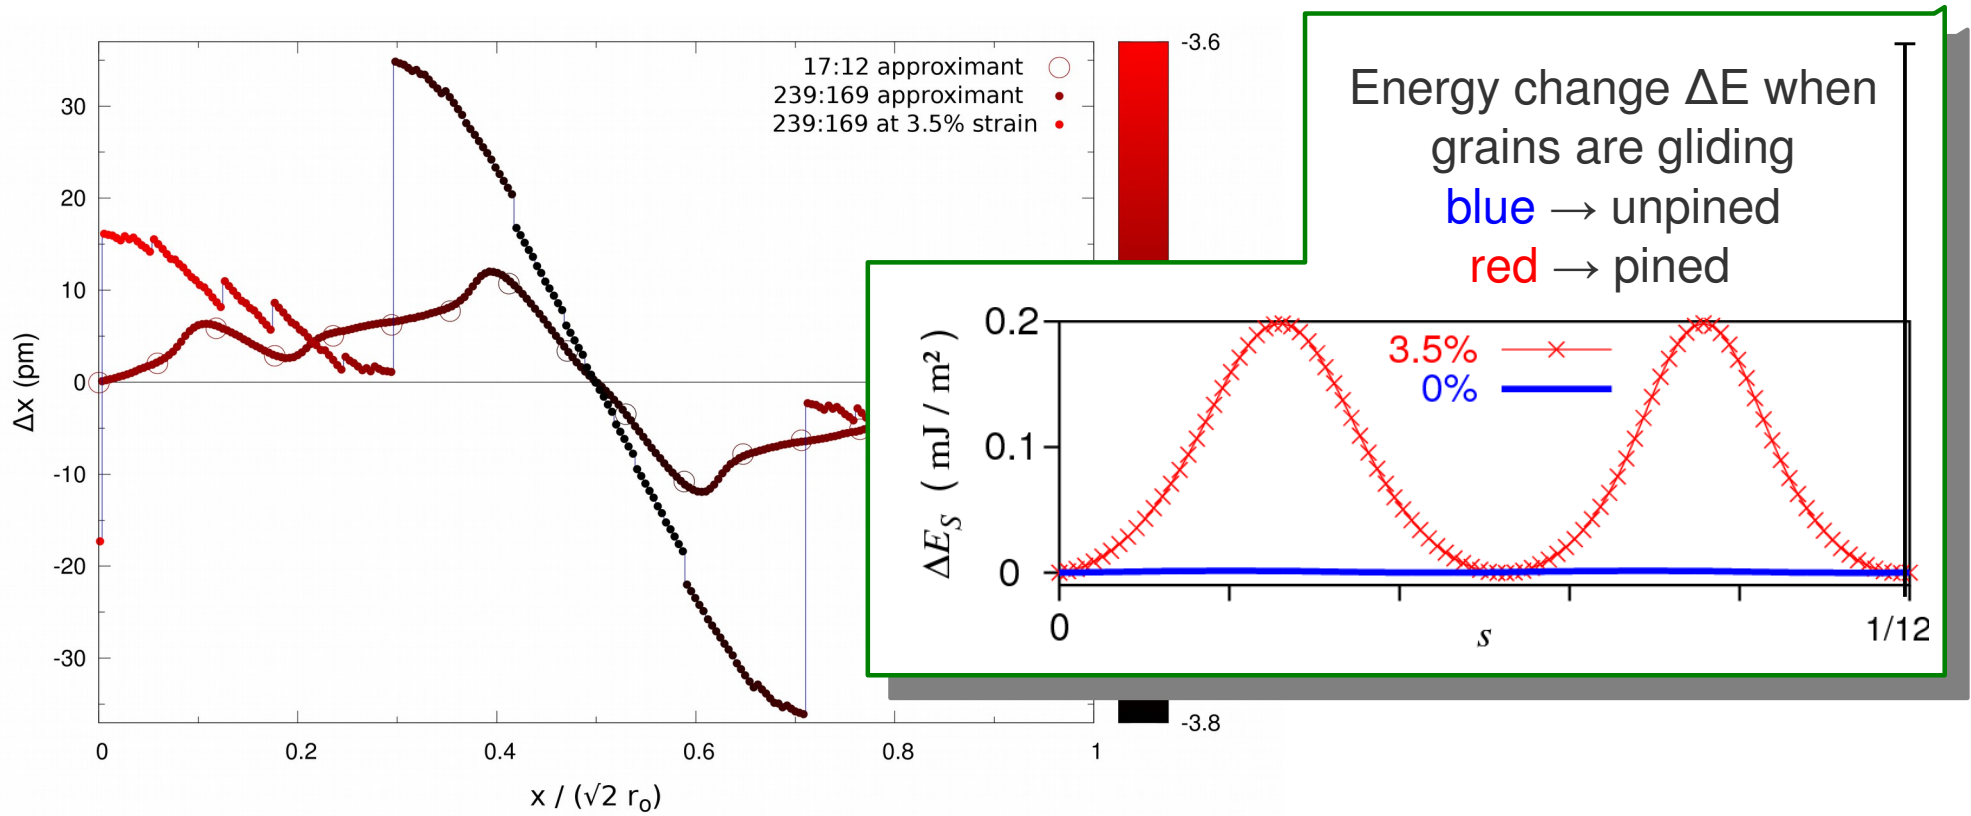 17:12 approximant
239:169 approximant
239:169 at 3.5% strain
30
20
10
0
-10
-20
-30
Δx (pm)
0
0.2
0.4
0.6
0.8
1
x / (√2 r₀)
-3.6
-3.8
Energy change ΔE when
grains are gliding
blue → unpined
red → pined
0.2
0.1
0
ΔE_S ( mJ / m² )
3.5%
0%
0
s
1/12